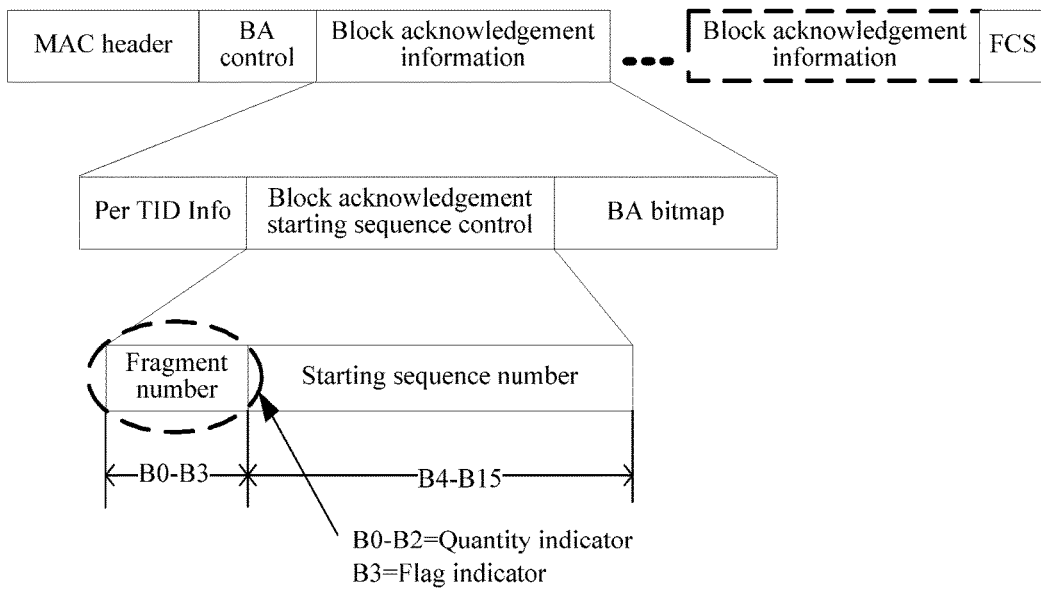 MAC header
BA
control
Block acknowledgement
information
Block acknowledgement
information
FCS
Per TID Info
Block acknowledgement
starting sequence control
BA bitmap
Fragment
number
Starting sequence number
B0-B3
B4-B15
B0-B2=Quantity indicator
B3=Flag indicator